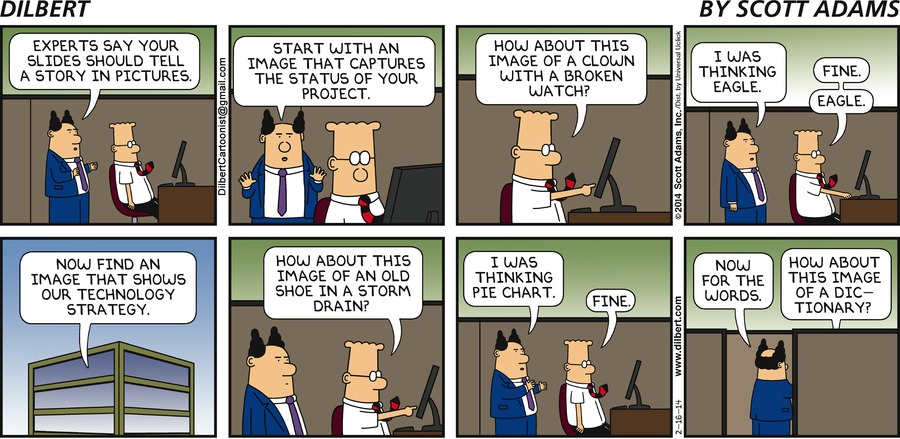 DILBERT
BY SCOTT ADAMS
EXPERTS SAY YOUR
SLIDES SHOULD TELL
A STORY IN PICTURES.
DilbertCartoonist@gmail.com
START WITH AN
IMAGE THAT CAPTURES
THE STATUS OF YOUR
PROJECT.
HOW ABOUT THIS
IMAGE OF A CLOWN
WITH A BROKEN
WATCH?
©2014 Scott Adams, Inc. /Dist. by Universal Uclick
I WAS
THINKING
EAGLE.
FINE.
EAGLE.
NOW FIND AN
IMAGE THAT SHOWS
OUR TECHNOLOGY
STRATEGY.
HOW ABOUT THIS
IMAGE OF AN OLD
SHOE IN A STORM
DRAIN?
I WAS
THINKING
PIE CHART.
FINE.
2-16-14 www.dilbert.com
NOW
FOR THE
WORDS.
HOW ABOUT
THIS IMAGE
OF A DIC-
TIONARY?